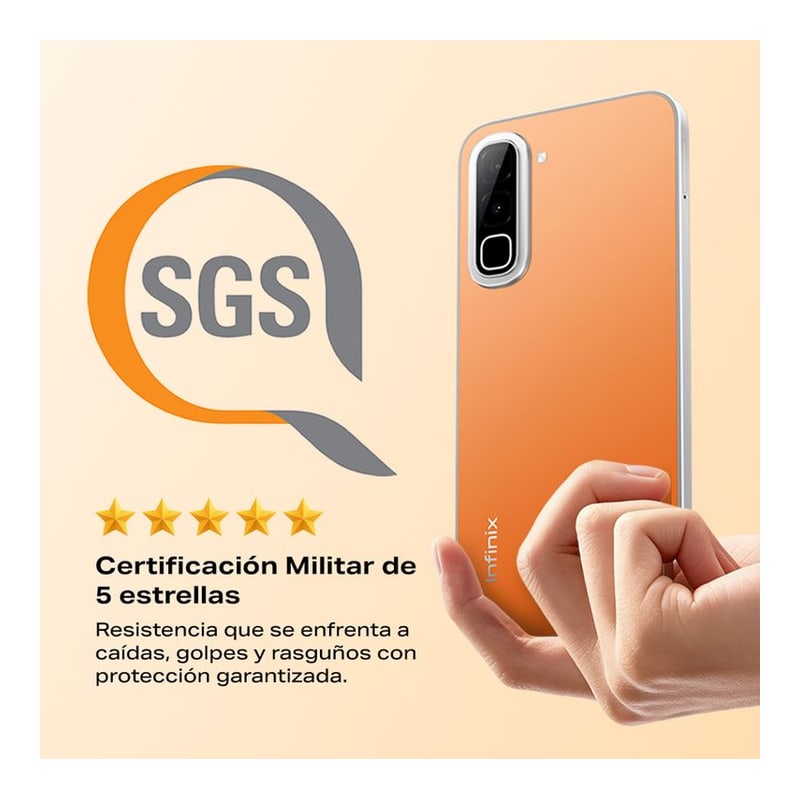 SGS
Certificación Militar de
5 estrellas
Resistencia que se enfrenta a
caídas, golpes y rasguños con
protección garantizada.
Infinix